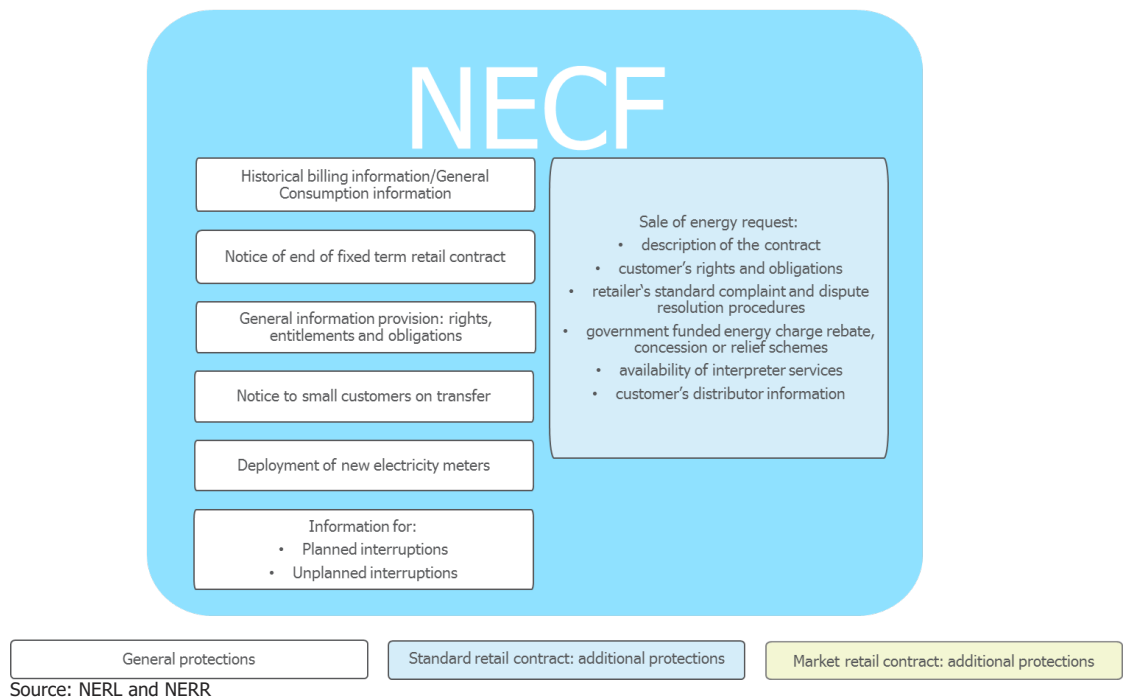 NECF
Historical billing information/General
Consumption information
Notice of end of fixed term retail contract
General information provision: rights,
entitlements and obligations
Notice to small customers on transfer
Deployment of new electricity meters
Information for:
• Planned interruptions
• Unplanned interruptions
Sale of energy request:
• description of the contract
• customer’s rights and obligations
• retailer‘s standard complaint and dispute
resolution procedures
• government funded energy charge rebate,
concession or relief schemes
• availability of interpreter services
• customer’s distributor information
General protections
Standard retail contract: additional protections
Market retail contract: additional protections
Source: NERL and NERR